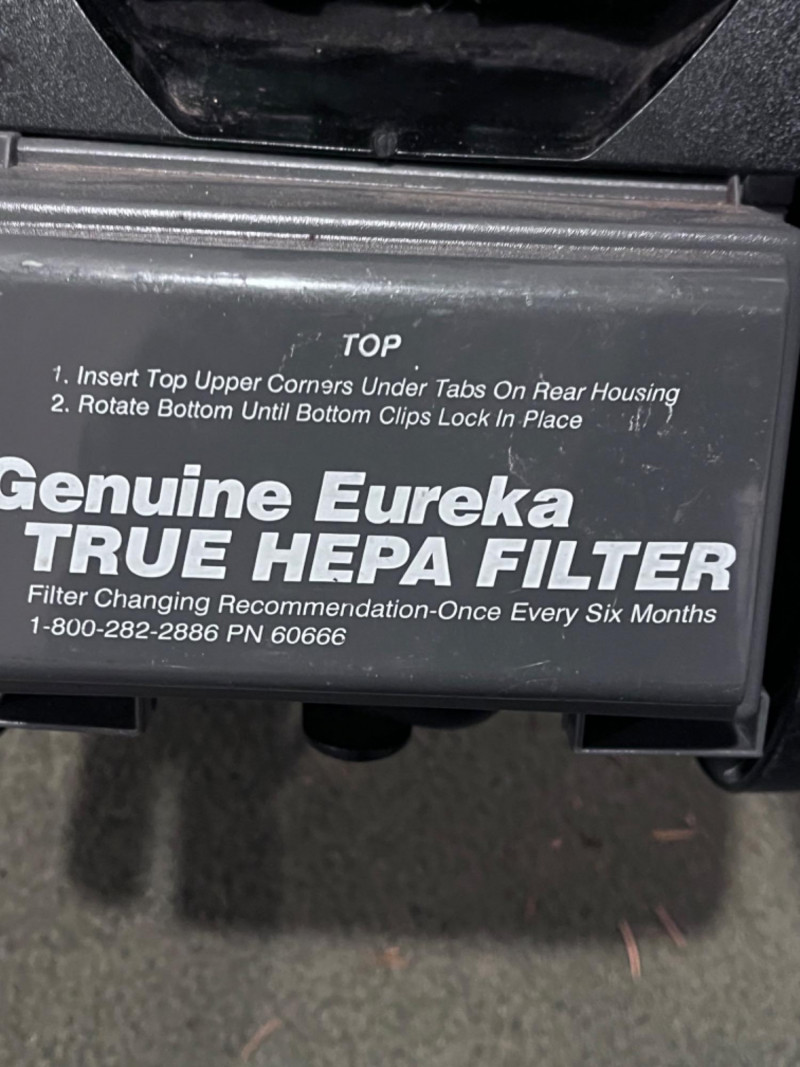 TOP
1. Insert Top Upper Corners Under Tabs On Rear Housing
2. Rotate Bottom Until Bottom Clips Lock In Place
Genuine Eureka
TRUE HEPA FILTER
Filter Changing Recommendation-Once Every Six Months
1-800-282-2886 PN 60666